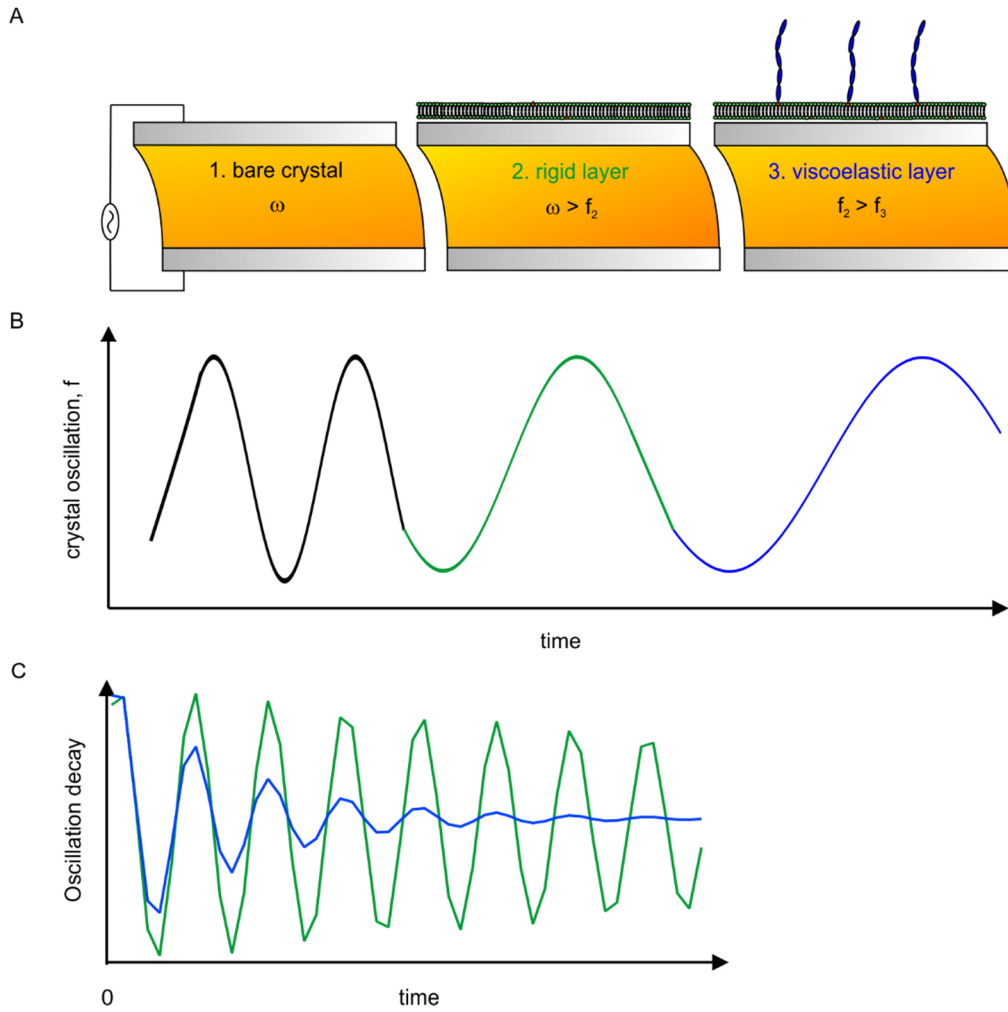 A
1. bare crystal
ω
2. rigid layer
ω > f₂
3. viscoelastic layer
f₂ > f₃
B
crystal oscillation, f
time
C
Oscillation decay
0
time